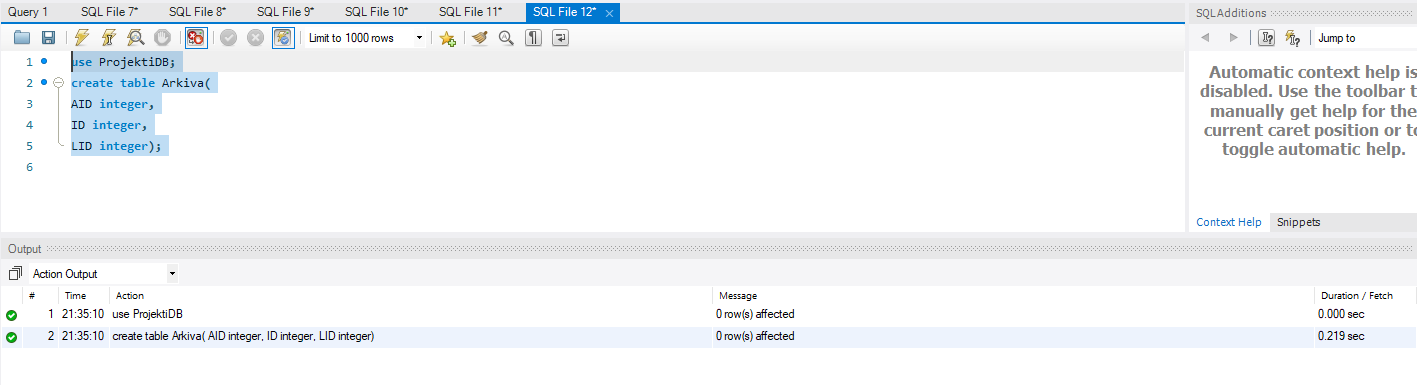 Query 1 SQL File 7* SQL File 8* SQL File 9* SQL File 10* SQL File 11* SQL File 12*
Limit to 1000 rows
1 use ProjektiDB;
2 create table Arkiva(
3 AID integer,
4 ID integer,
5 LID integer);
6
SQLAdditions
Jump to
Automatic context help is
disabled. Use the toolbar t
manually get help for the
current caret position or to
toggle automatic help.
Context Help Snippets
Output
Action Output
# Time Action Message Duration / Fetch
1 21:35:10 use ProjektiDB 0 row(s) affected 0.000 sec
2 21:35:10 create table Arkiva( AID integer, ID integer, LID integer) 0 row(s) affected 0.219 sec